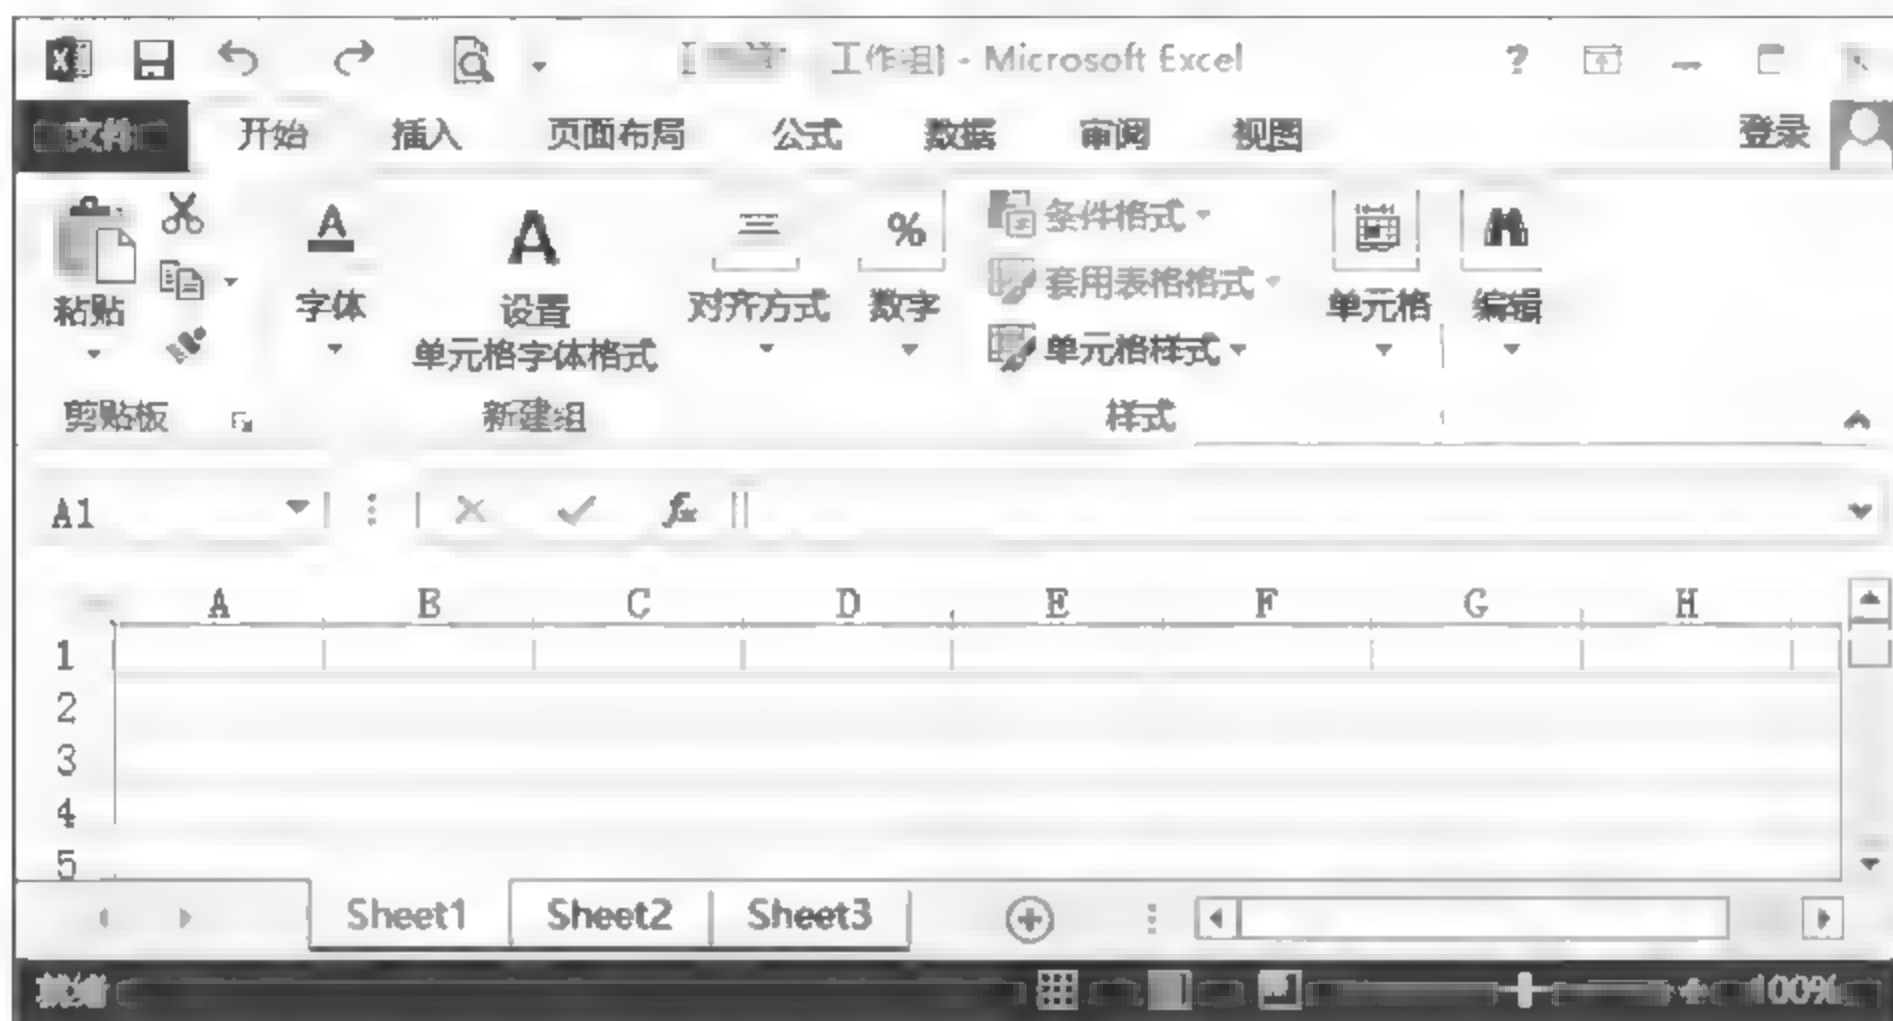 工作组] - Microsoft Excel
文件 开始 插入 页面布局 公式 数据 审阅 视图 登录
条件格式
套用表格格式
粘贴 字体 设置 对齐方式 数字 单元格 编辑
单元格字体格式 单元格样式
剪贴板 新建组 样式
A1 fx
A B C D E F G H
1
2
3
4
5
Sheet1 Sheet2 Sheet3
就绪 100%